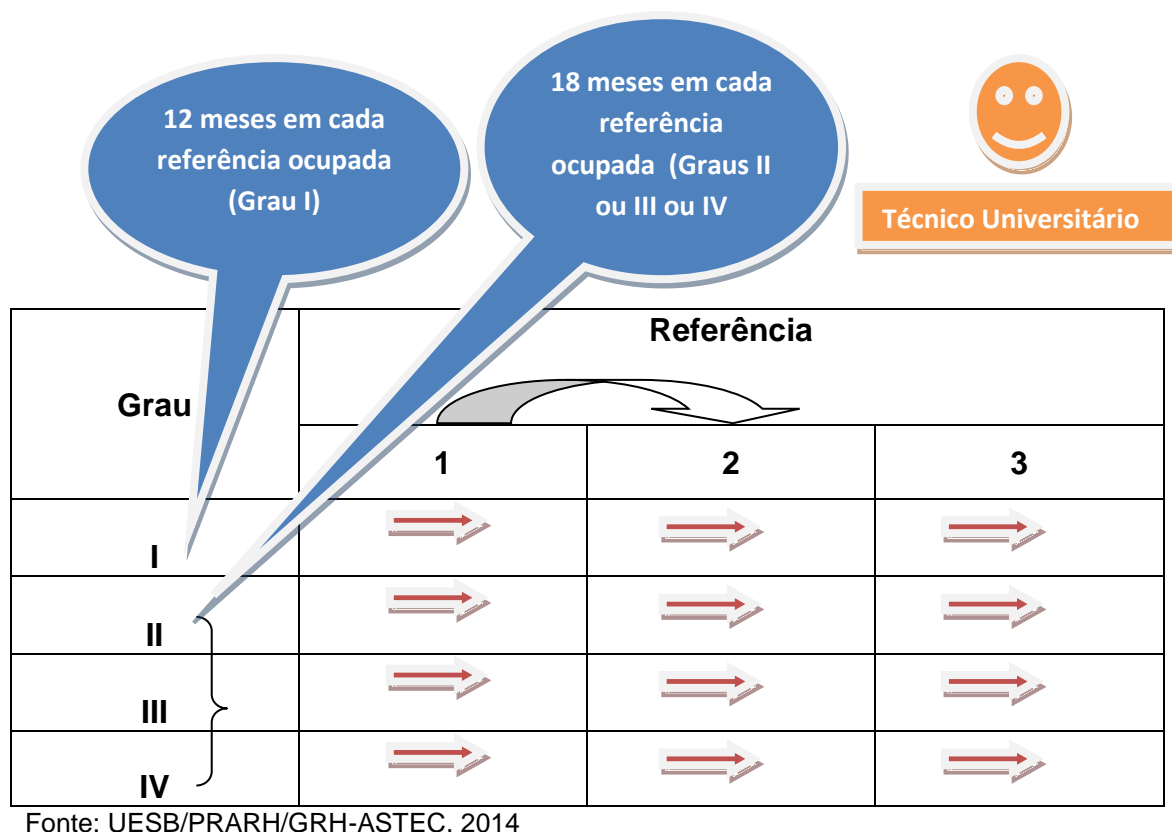 12 meses em cada
referência ocupada
(Grau I)
18 meses em cada
referência
ocupada (Graus II
ou III ou IV
Técnico Universitário
Grau
Referência
1
2
3
I
II
III
IV
Fonte: UESB/PRARH/GRH-ASTEC, 2014